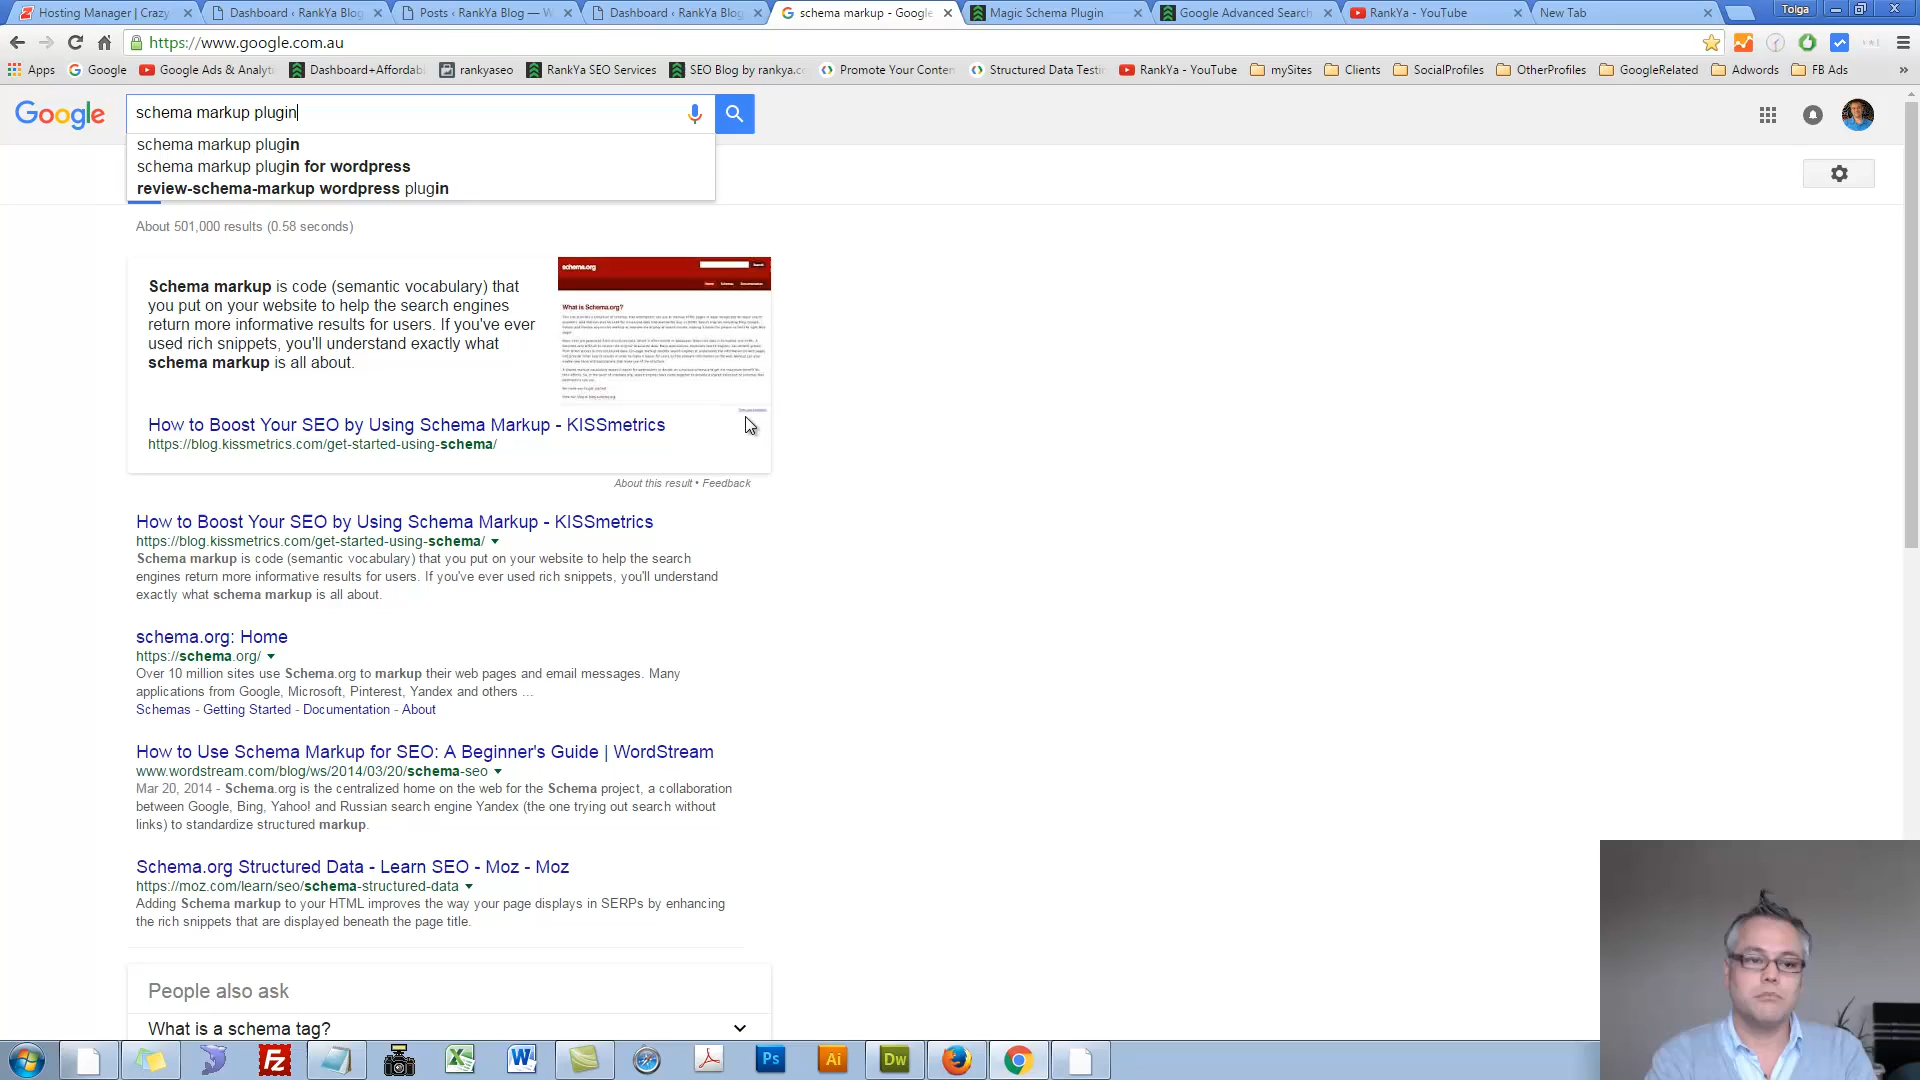 Hosting Manager | Crazy
Dashboard ‹ RankYa Blog
Posts ‹ RankYa Blog — W
Dashboard ‹ RankYa Blog
schema markup - Google
Magic Schema Plugin
Google Advanced Search
RankYa - YouTube
New Tab
Tolga
https://www.google.com.au
Apps
Google
Google Ads & Analyti
Dashboard+Affordabl
rankyaseo
RankYa SEO Services
SEO Blog by rankya.co
Promote Your Conten
Structured Data Testin
RankYa - YouTube
mySites
Clients
SocialProfiles
OtherProfiles
GoogleRelated
Adwords
FB Ads
»
Google
schema markup plugin
schema markup plugin
schema markup plugin for wordpress
review-schema-markup wordpress plugin
About 501,000 results (0.58 seconds)
Schema markup is code (semantic vocabulary) that
you put on your website to help the search engines
return more informative results for users. If you've ever
used rich snippets, you'll understand exactly what
schema markup is all about.
schema.org
What is Schema.org?
How to Boost Your SEO by Using Schema Markup - KISSmetrics
https://blog.kissmetrics.com/get-started-using-schema/
About this result • Feedback
How to Boost Your SEO by Using Schema Markup - KISSmetrics
https://blog.kissmetrics.com/get-started-using-schema/
Schema markup is code (semantic vocabulary) that you put on your website to help the search
engines return more informative results for users. If you've ever used rich snippets, you'll understand
exactly what schema markup is all about.
schema.org: Home
https://schema.org/
Over 10 million sites use Schema.org to markup their web pages and email messages. Many
applications from Google, Microsoft, Pinterest, Yandex and others ...
Schemas - Getting Started - Documentation - About
How to Use Schema Markup for SEO: A Beginner's Guide | WordStream
www.wordstream.com/blog/ws/2014/03/20/schema-seo
Mar 20, 2014 - Schema.org is the centralized home on the web for the Schema project, a collaboration
between Google, Bing, Yahoo! and Russian search engine Yandex (the one trying out search without
links) to standardize structured markup.
Schema.org Structured Data - Learn SEO - Moz - Moz
https://moz.com/learn/seo/schema-structured-data
Adding Schema markup to your HTML improves the way your page displays in SERPs by enhancing
the rich snippets that are displayed beneath the page title.
People also ask
What is a schema tag?
Fz
W
Ps
Ai
Dw